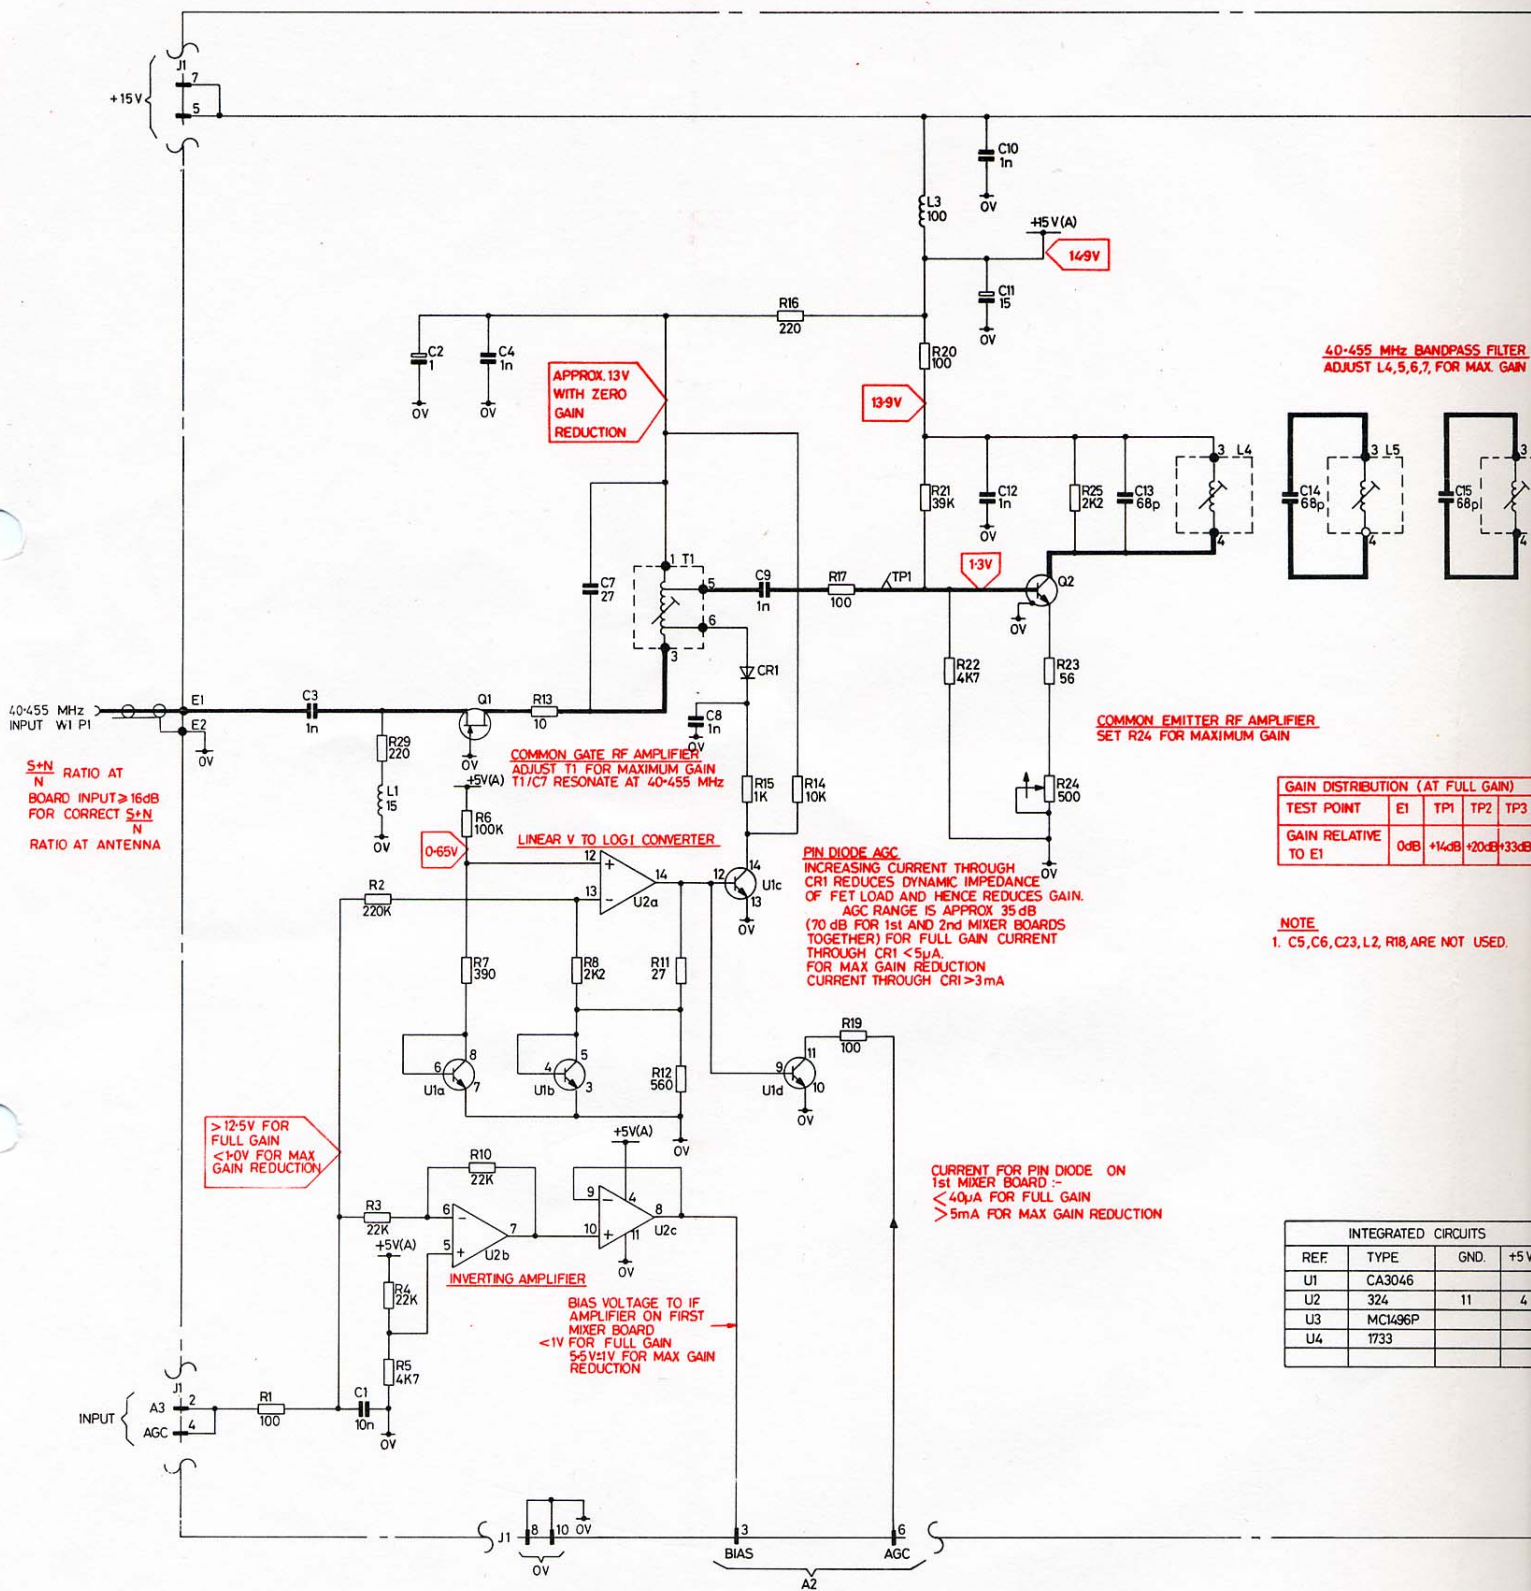 J1
7
+15V
5
C10
1n
0V
L3
100
+15V(A)
14·9V
C11
15
0V
R16
220
C2
1
0V
C4
1n
0V
R20
100
APPROX. 13V
WITH ZERO
GAIN
REDUCTION
13·9V
40·455 MHz BANDPASS FILTER
ADJUST L4,5,6,7, FOR MAX. GAIN
3 L4
4
3 L5
4
3
4
C14
68p
C15
68p
R21
39K
C12
1n
0V
R25
2K2
C13
68p
1 T1
5
6
3
C7
27
C9
1n
R17
100
TP1
1·3V
Q2
0V
CR1
C8
1n
0V
R22
4K7
R23
56
40·455 MHz
INPUT W1 P1
E1
E2
0V
C3
1n
Q1
0V
R13
10
R29
220
L1
15
0V
S+N
N
RATIO AT
BOARD INPUT ≥ 16dB
FOR CORRECT S+N
N
RATIO AT ANTENNA
COMMON GATE RF AMPLIFIER
ADJUST T1 FOR MAXIMUM GAIN
T1/C7 RESONATE AT 40·455 MHz
COMMON EMITTER RF AMPLIFIER
SET R24 FOR MAXIMUM GAIN
+5V(A)
R6
100K
0·65V
R15
1K
R14
10K
R24
500
0V
GAIN DISTRIBUTION (AT FULL GAIN)
TEST POINT E1 TP1 TP2 TP3
GAIN RELATIVE
TO E1
0dB +14dB +20dB +33dB
LINEAR V TO LOG I CONVERTER
12
13
14
U2a
R2
220K
12
14
13
U1c
0V
PIN DIODE AGC
INCREASING CURRENT THROUGH
CR1 REDUCES DYNAMIC IMPEDANCE
OF FET LOAD AND HENCE REDUCES GAIN.
AGC RANGE IS APPROX 35dB
(70 dB FOR 1st AND 2nd MIXER BOARDS
TOGETHER) FOR FULL GAIN CURRENT
THROUGH CR1 <5µA.
FOR MAX GAIN REDUCTION
CURRENT THROUGH CR1 >3mA
NOTE
1. C5,C6,C23,L2, R18, ARE NOT USED.
R7
390
R8
2K2
R11
27
R19
100
6
8
7
U1a
4
5
3
U1b
R12
560
0V
9
11
10
U1d
0V
>12·5V FOR
FULL GAIN
<1·0V FOR MAX
GAIN REDUCTION
R10
22K
+5V(A)
R3
22K
6
5
7
U2b
9
10
4
11
8
U2c
0V
+5V(A)
R4
22K
INVERTING AMPLIFIER
CURRENT FOR PIN DIODE ON
1st MIXER BOARD :-
<40µA FOR FULL GAIN
>5mA FOR MAX GAIN REDUCTION
BIAS VOLTAGE TO IF
AMPLIFIER ON FIRST
MIXER BOARD
<1V FOR FULL GAIN
5·5V±1V FOR MAX GAIN
REDUCTION
INTEGRATED CIRCUITS
REF. TYPE GND. +5V
U1 CA3046
U2 324 11 4
U3 MC1496P
U4 1733
R5
4K7
0V
J1
INPUT
A3 2
AGC 4
R1
100
C1
10n
J1
8 10 0V
0V
3
BIAS
6
AGC
A2